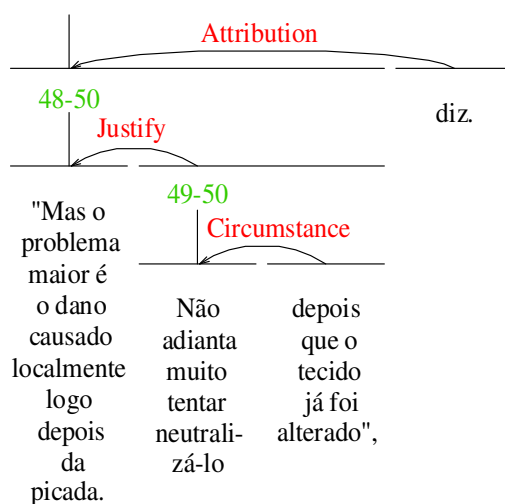 Attribution
48-50
diz.
Justify
"Mas o
problema
maior é
o dano
causado
localmente
logo
depois
da
picada.
49-50
Circumstance
Não
adianta
muito
tentar
neutrali-
zá-lo
depois
que o
tecido
já foi
alterado",